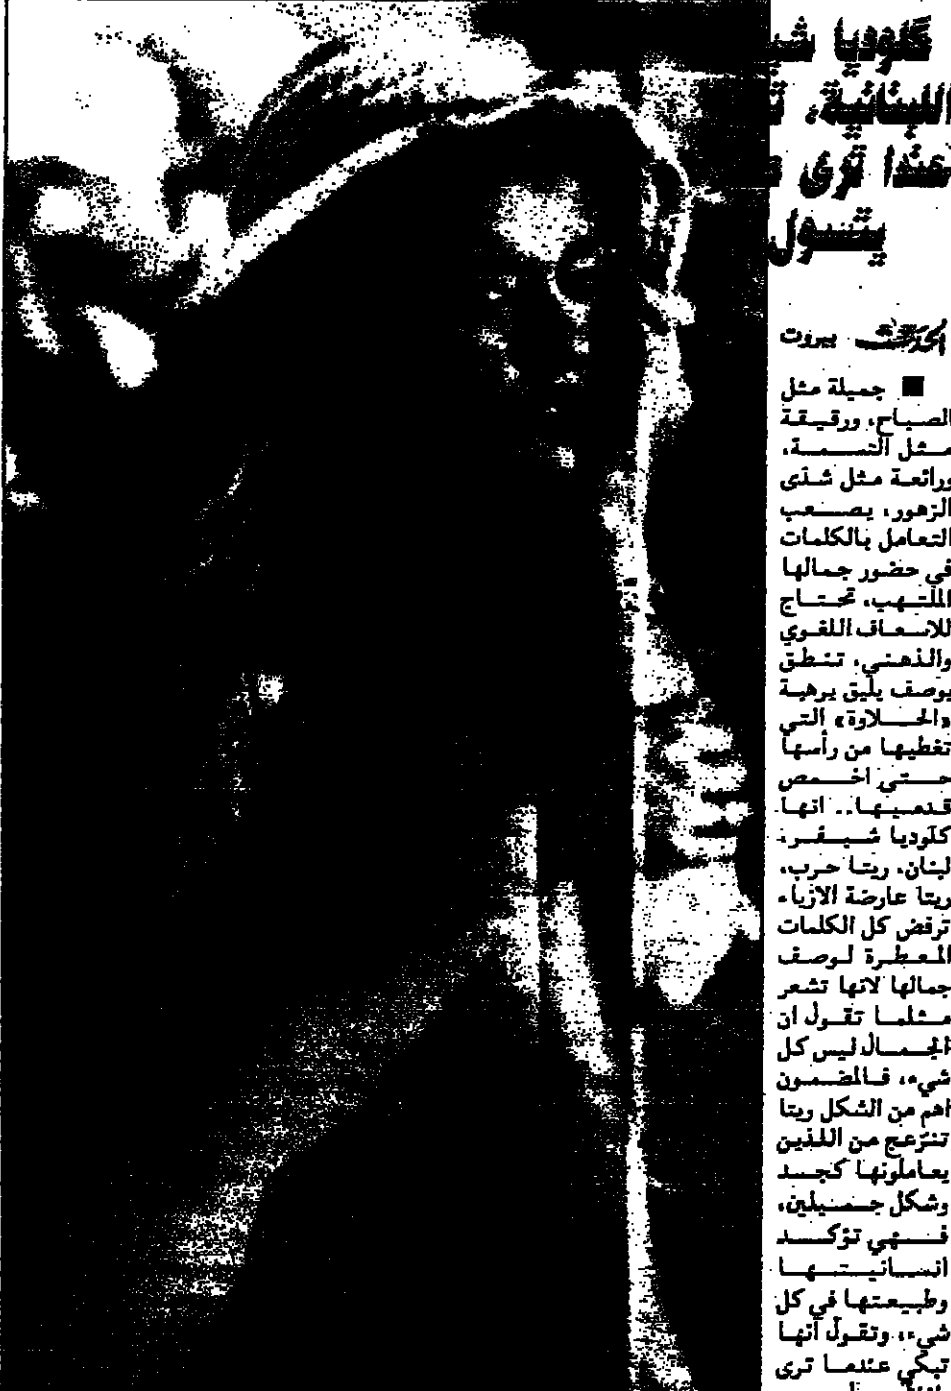 كلوديا
اللبنانية،
ترى
يتسول
الحدث بيروت
■ جميلة مثل
الصباح، ورقيقة
مثل النسمة،
ورائعة مثل شذى
الزهور، يصعب
التعامل بالكلمات
في حضور جمالها
الملتهب، تحتاج
للاسعاف اللغوي
والذهني، تنطق
بوصف يليق برهبة
«الحلاوة» التي
تغطيها من رأسها
حتى اخمص
قدميها.. انها
كلوديا شيفر،
لبنان، ريتا حرب،
ريتا عارضة الازياء
ترفض كل الكلمات
المعطرة لوصف
جمالها لانها تشعر
مثلما تقول ان
الجمال ليس كل
شيء، فالمضمون
اهم من الشكل ريتا
تنزعج من اللذين
يعاملونها كجسد
وشكل جميلين،
فهي تؤكد
انسانيتها
وطبيعتها في كل
شيء، وتقول أنها
تبكي عندما ترى